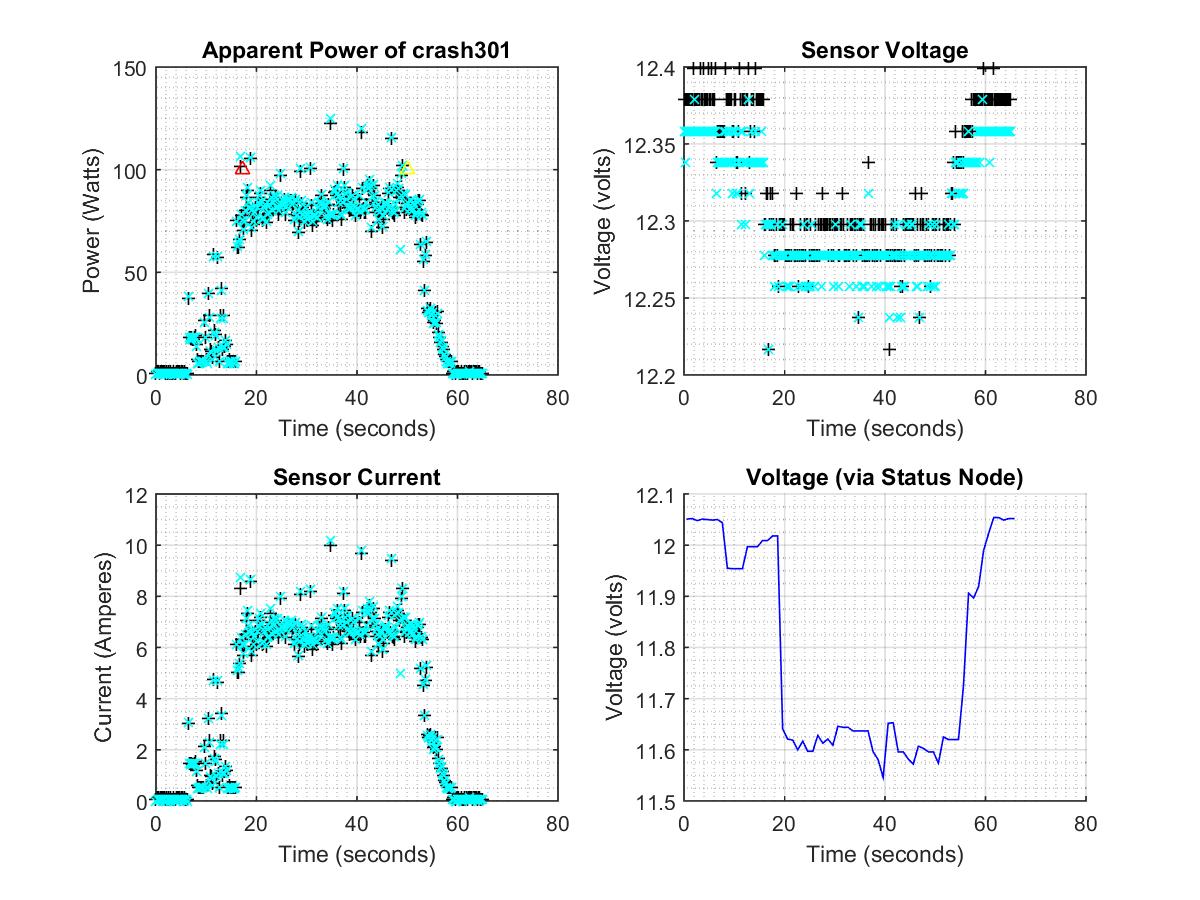 Apparent Power of crash301
150
100
50
0
Power (Watts)
0 20 40 60 80
Time (seconds)
Sensor Voltage
12.4
12.35
12.3
12.25
12.2
Voltage (volts)
0 20 40 60 80
Time (seconds)
Sensor Current
12
10
8
6
4
2
0
Current (Amperes)
0 20 40 60 80
Time (seconds)
Voltage (via Status Node)
12.1
12
11.9
11.8
11.7
11.6
11.5
Voltage (volts)
0 20 40 60 80
Time (seconds)